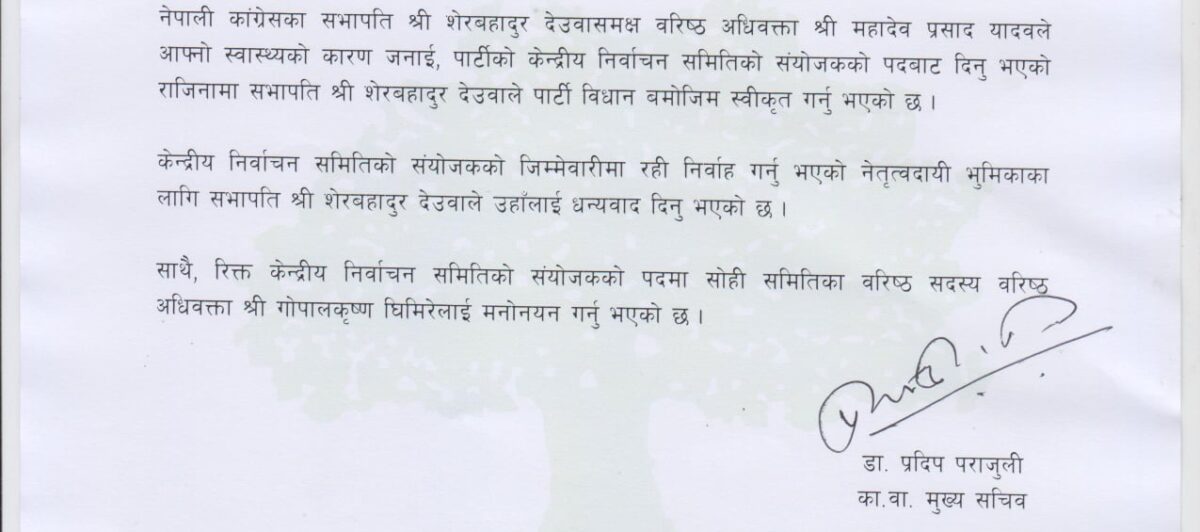 नेपाली कांग्रेसका सभापति श्री शेरबहादुर देउवासमक्ष वरिष्ठ अधिवक्ता श्री महादेव प्रसाद यादवले
आफ्नो स्वास्थ्यको कारण जनाई, पार्टीको केन्द्रीय निर्वाचन समितिको संयोजकको पदबाट दिनु भएको
राजिनामा सभापति श्री शेरबहादुर देउवाले पार्टी विधान बमोजिम स्वीकृत गर्नु भएको छ ।
केन्द्रीय निर्वाचन समितिको संयोजकको जिम्मेवारीमा रही निर्वाह गर्नु भएको नेतृत्वदायी भुमिकाका
लागि सभापति श्री शेरबहादुर देउवाले उहाँलाई धन्यवाद दिनु भएको छ ।
साथै, रिक्त केन्द्रीय निर्वाचन समितिको संयोजकको पदमा सोही समितिका वरिष्ठ सदस्य वरिष्ठ
अधिवक्ता श्री गोपालकृष्ण घिमिरेलाई मनोनयन गर्नु भएको छ ।
डा. प्रदिप पराजुली
का.वा. मुख्य सचिव